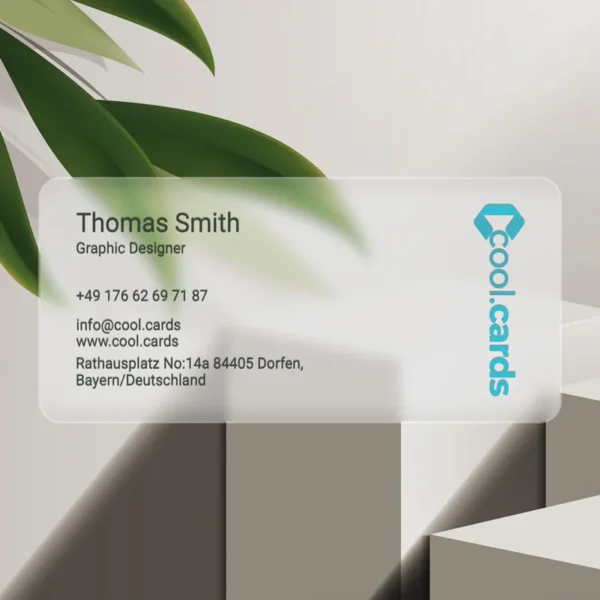 Thomas Smith
Graphic Designer
+49 176 62 69 71 87
info@cool.cards
www.cool.cards
Rathausplatz No:14a 84405 Dorfen,
Bayern/Deutschland
cool.cards